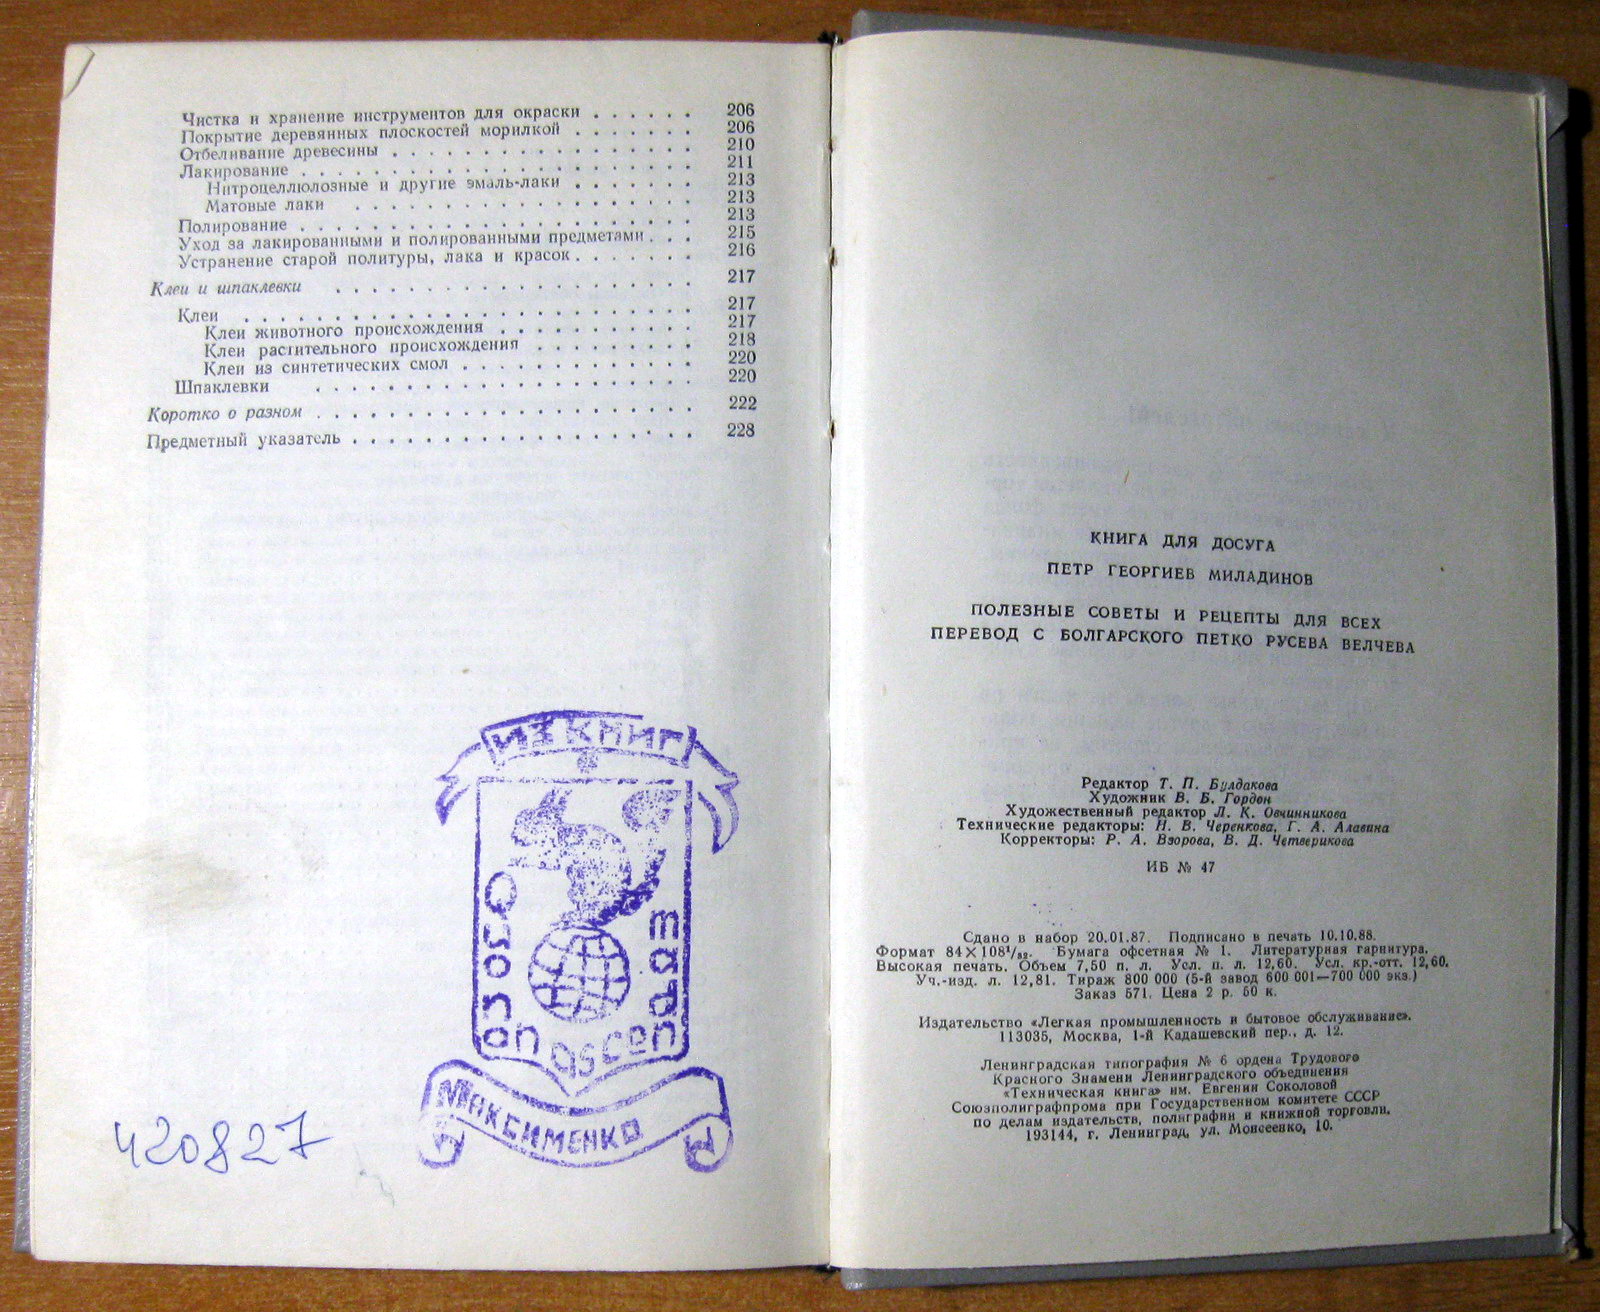 Чистка и хранение инструментов для окраски . . . . . . 206
Покрытие деревянных плоскостей морилкой . . . . . . . 206
Отбеливание древесины . . . . . . . . . . . . . . 210
Лакирование . . . . . . . . . . . . . . . . . . 211
Нитроцеллюлозные и другие эмаль-лаки . . . . . . . 213
Матовые лаки . . . . . . . . . . . . . . . . 213
Полирование . . . . . . . . . . . . . . . . . . 213
Уход за лакированными и полированными предметами . . . 215
Устранение старой политуры, лака и красок . . . . . . . 216
Клеи и шпаклевки . . . . . . . . . . . . . . . . 217
Клеи . . . . . . . . . . . . . . . . . . . . 217
Клеи животного происхождения . . . . . . . . . . 217
Клеи растительного происхождения . . . . . . . . . 218
Клеи из синтетических смол . . . . . . . . . . . 220
Шпаклевки . . . . . . . . . . . . . . . . . 220
Коротко о разном . . . . . . . . . . . . . . . . . 222
Предметный указатель . . . . . . . . . . . . . . . 228
ИЗ КНИГ
Максименко
420827
КНИГА ДЛЯ ДОСУГА
ПЕТР ГЕОРГИЕВ МИЛАДИНОВ
ПОЛЕЗНЫЕ СОВЕТЫ И РЕЦЕПТЫ ДЛЯ ВСЕХ
ПЕРЕВОД С БОЛГАРСКОГО ПЕТКО РУСЕВА ВЕЛЧЕВА
Редактор Т. П. Булдакова
Художник В. Б. Гордон
Художественный редактор Л. К. Овчинникова
Технические редакторы: Н. В. Черенкова, Г. А. Алавина
Корректоры: Р. А. Взорова, В. Д. Четверикова
ИБ № 47
Сдано в набор 20.01.87. Подписано в печать 10.10.88.
Формат 84×108¹/₃₂. Бумага офсетная № 1. Литературная гарнитура.
Высокая печать. Объем 7,50 п. л. Усл. п. л. 12,60. Усл. кр.-отт. 12,60.
Уч.-изд. л. 12,81. Тираж 800 000 (5-й завод 600 001—700 000 экз.)
Заказ 571. Цена 2 р. 50 к.
Издательство «Легкая промышленность и бытовое обслуживание».
113035, Москва, 1-й Кадашевский пер., д. 12.
Ленинградская типография № 6 ордена Трудового
Красного Знамени Ленинградского объединения
«Техническая книга» им. Евгении Соколовой
Союзполиграфпрома при Государственном комитете СССР
по делам издательств, полиграфии и книжной торговли.
193144, г. Ленинград, ул. Моисеенко, 10.